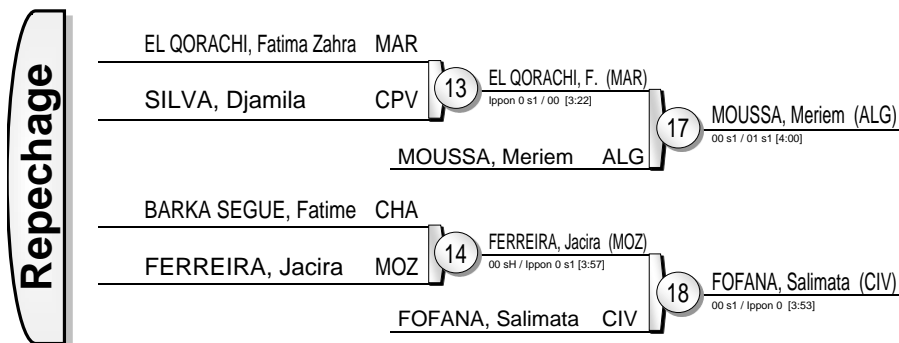 Repechage
EL QORACHI, Fatima Zahra MAR
SILVA, Djamila CPV
13
EL QORACHI, F. (MAR)
Ippon 0 s1 / 00 [3:22]
MOUSSA, Meriem ALG
17
MOUSSA, Meriem (ALG)
00 s1 / 01 s1 [4:00]
BARKA SEGUE, Fatime CHA
FERREIRA, Jacira MOZ
14
FERREIRA, Jacira (MOZ)
00 sH / Ippon 0 s1 [3:57]
FOFANA, Salimata CIV
18
FOFANA, Salimata (CIV)
00 s1 / Ippon 0 [3:53]